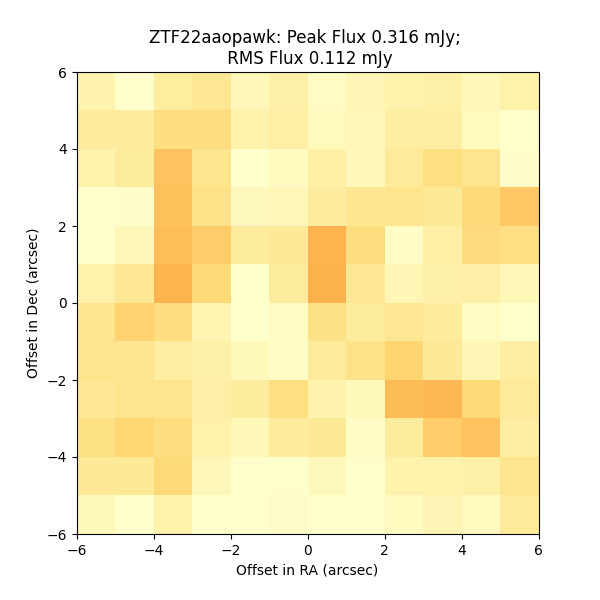 ZTF22aaopawk: Peak Flux 0.316 mJy;
RMS Flux 0.112 mJy
6
4
2
0
−2
−4
−6
Offset in Dec (arcsec)
−6 −4 −2 0 2 4 6
Offset in RA (arcsec)